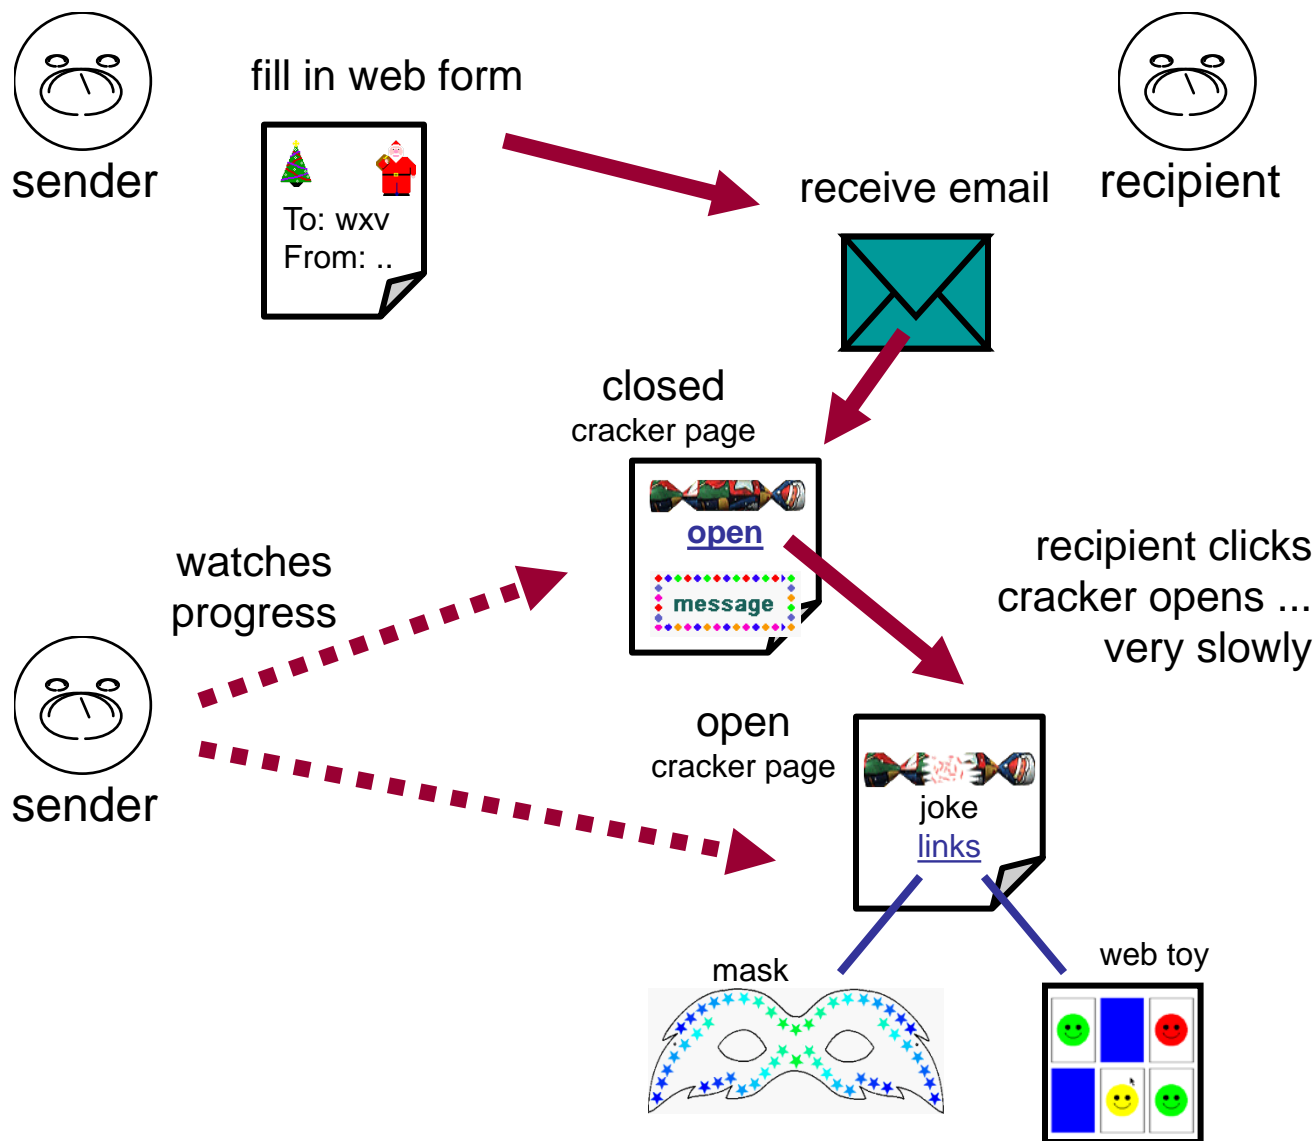 fill in web form
sender
To: wxv
From: ..
receive email
recipient
closed
cracker page
open
message
watches
progress
recipient clicks
cracker opens ...
very slowly
sender
open
cracker page
joke
links
mask
web toy